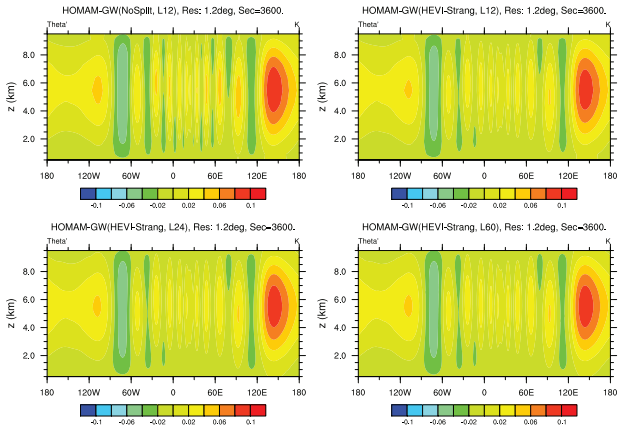 HOMAM-GW(NoSplit, L12), Res: 1.2deg, Sec=3600.
Theta' K
z (km)
8.0
6.0
4.0
2.0
180 120W 60W 0 60E 120E 180
-0.1 -0.06 -0.02 0.02 0.06 0.1
HOMAM-GW(HEVI-Strang, L12), Res: 1.2deg, Sec=3600.
Theta' K
z (km)
8.0
6.0
4.0
2.0
180 120W 60W 0 60E 120E 180
-0.1 -0.06 -0.02 0.02 0.06 0.1
HOMAM-GW(HEVI-Strang, L24), Res: 1.2deg, Sec=3600.
Theta' K
z (km)
8.0
6.0
4.0
2.0
180 120W 60W 0 60E 120E 180
-0.1 -0.06 -0.02 0.02 0.06 0.1
HOMAM-GW(HEVI-Strang, L60), Res: 1.2deg, Sec=3600.
Theta' K
z (km)
8.0
6.0
4.0
2.0
180 120W 60W 0 60E 120E 180
-0.1 -0.06 -0.02 0.02 0.06 0.1